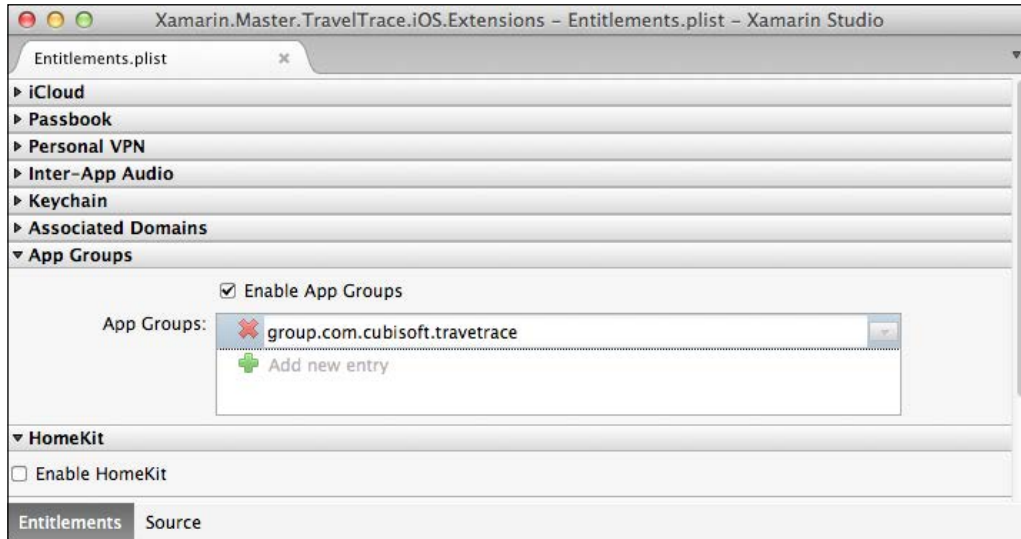 Xamarin.Master.TravelTrace.iOS.Extensions – Entitlements.plist – Xamarin Studio
Entitlements.plist
iCloud
Passbook
Personal VPN
Inter-App Audio
Keychain
Associated Domains
App Groups
Enable App Groups
App Groups:
group.com.cubisoft.travetrace
Add new entry
HomeKit
Enable HomeKit
Entitlements Source